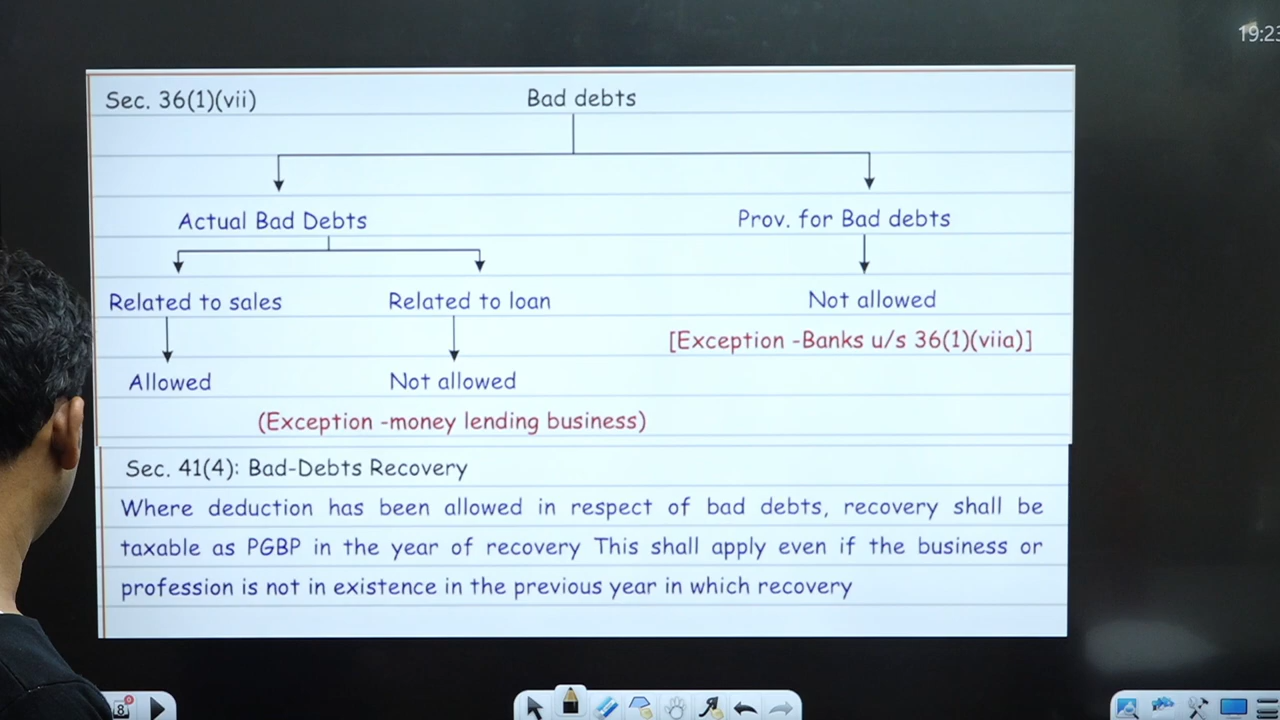 19:23
Sec. 36(1)(vii) Bad debts
Actual Bad Debts Prov. for Bad debts
Related to sales Related to loan Not allowed
[Exception -Banks u/s 36(1)(viia)]
Allowed Not allowed
(Exception -money lending business)
Sec. 41(4): Bad-Debts Recovery
Where deduction has been allowed in respect of bad debts, recovery shall be
taxable as PGBP in the year of recovery This shall apply even if the business or
profession is not in existence in the previous year in which recovery
8